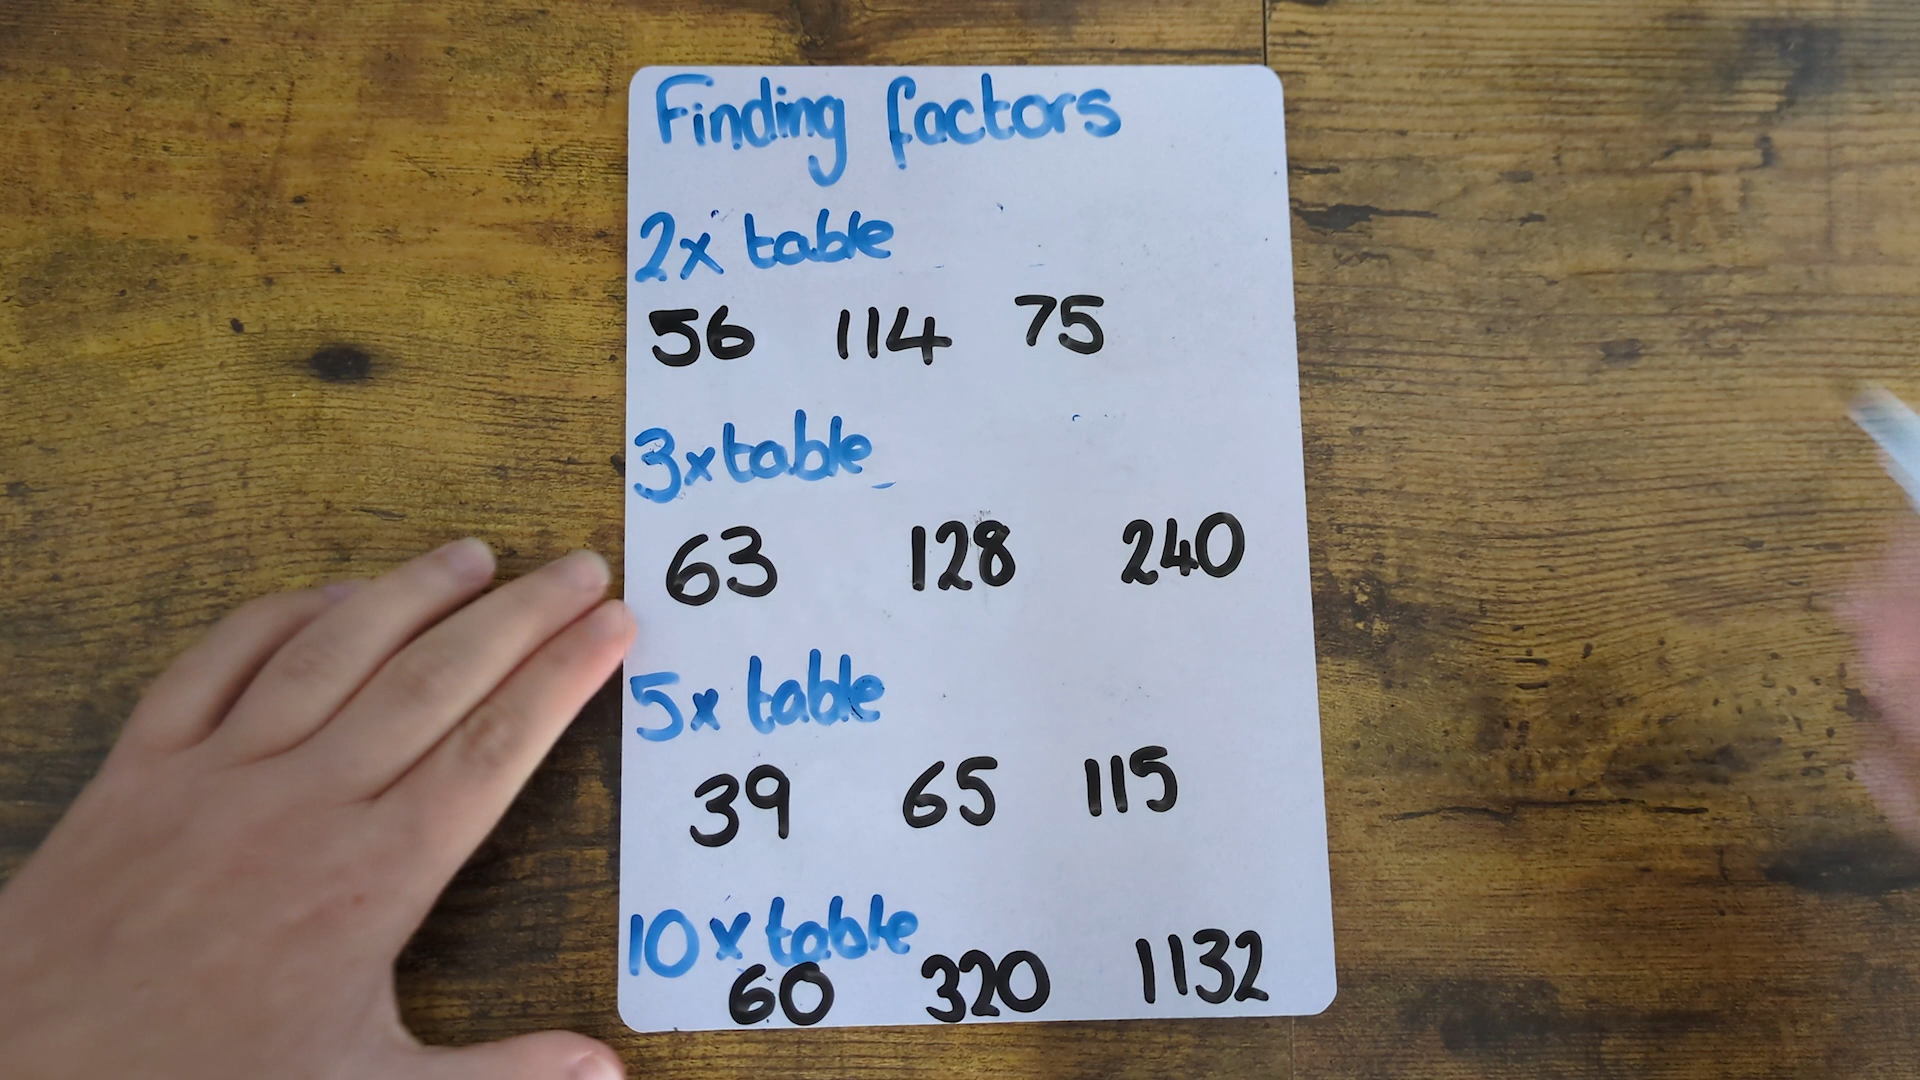 Finding factors
2x table
56 114 75
3x table
63 128 240
5x table
39 65 115
10x table
60 320 1132